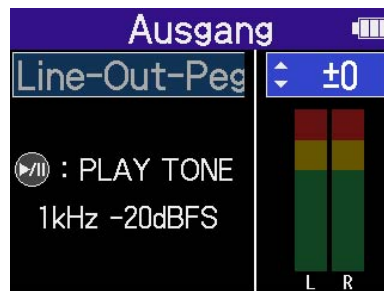 Ausgang
Line-Out-Peg
±0
: PLAY TONE
1kHz -20dBFS
L R